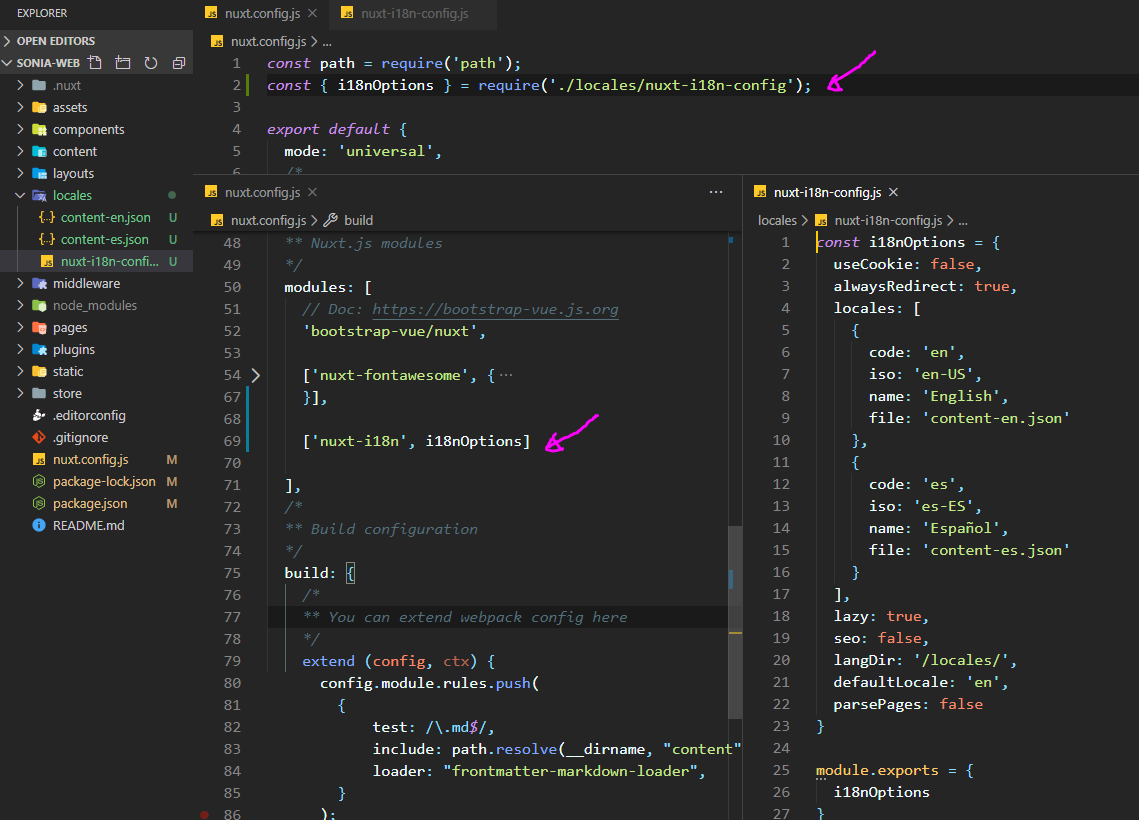 EXPLORER
OPEN EDITORS
SONIA-WEB
.nuxt
assets
components
content
layouts
locales
content-en.json U
content-es.json U
nuxt-i18n-confi... U
middleware
node_modules
pages
plugins
static
store
.editorconfig
.gitignore
nuxt.config.js M
package-lock.json M
package.json M
README.md
nuxt.config.js
nuxt-i18n-config.js
nuxt.config.js > ...
1 const path = require('path');
2 const { i18nOptions } = require('./locales/nuxt-i18n-config');
3
4 export default {
5 mode: 'universal',
6 /*
nuxt.config.js
nuxt.config.js > build
48 ** Nuxt.js modules
49 */
50 modules: [
51 // Doc: https://bootstrap-vue.js.org
52 'bootstrap-vue/nuxt',
53
54 ['nuxt-fontawesome', { ...
67 }],
68
69 ['nuxt-i18n', i18nOptions]
70
71 ],
72 /*
73 ** Build configuration
74 */
75 build: {
76 /*
77 ** You can extend webpack config here
78 */
79 extend (config, ctx) {
80 config.module.rules.push(
81 {
82 test: /\.md$/,
83 include: path.resolve(__dirname, "content"
84 loader: "frontmatter-markdown-loader",
85 }
86 );
nuxt-i18n-config.js
locales > nuxt-i18n-config.js > ...
1 const i18nOptions = {
2 useCookie: false,
3 alwaysRedirect: true,
4 locales: [
5 {
6 code: 'en',
7 iso: 'en-US',
8 name: 'English',
9 file: 'content-en.json'
10 },
11 {
12 code: 'es',
13 iso: 'es-ES',
14 name: 'Español',
15 file: 'content-es.json'
16 }
17 ],
18 lazy: true,
19 seo: false,
20 langDir: '/locales/',
21 defaultLocale: 'en',
22 parsePages: false
23 }
24
25 module.exports = {
26 i18nOptions
27 }